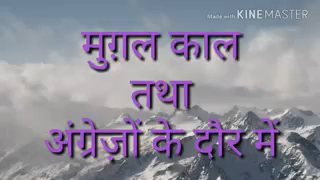 Made with KINEMASTER
मुग़ल काल
तथा
अंग्रेज़ों के दौर में